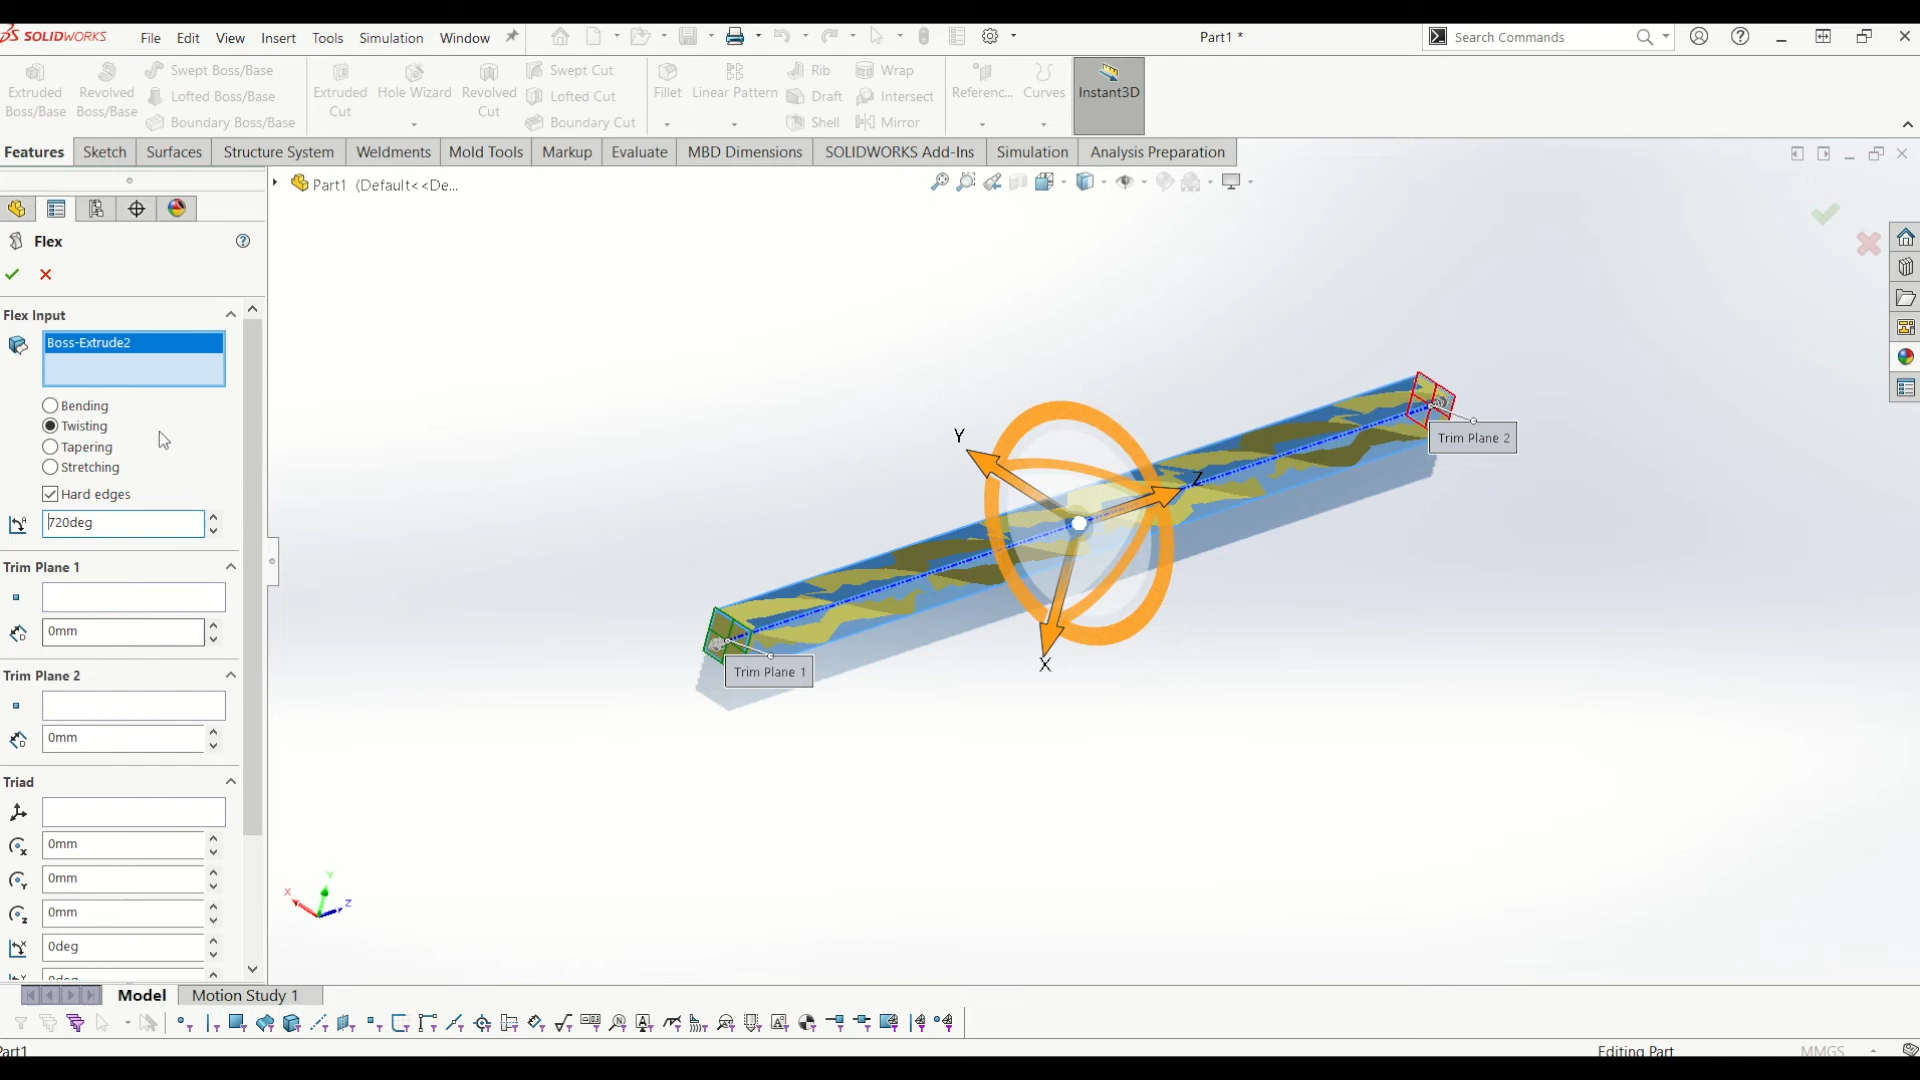 SOLIDWORKS File Edit View Insert Tools Simulation Window Part1 * Search Commands
Extruded Boss/Base
Revolved Boss/Base
Swept Boss/Base
Lofted Boss/Base
Boundary Boss/Base
Extruded Cut
Hole Wizard
Revolved Cut
Swept Cut
Lofted Cut
Boundary Cut
Fillet
Linear Pattern
Rib
Draft
Shell
Wrap
Intersect
Mirror
Referenc...
Curves
Instant3D
Features Sketch Surfaces Structure System Weldments Mold Tools Markup Evaluate MBD Dimensions SOLIDWORKS Add-Ins Simulation Analysis Preparation
Part1 (Default<<De...
Flex
Flex Input
Boss-Extrude2
Bending
Twisting
Tapering
Stretching
Hard edges
720deg
Trim Plane 1
0mm
Trim Plane 2
0mm
Triad
0mm
0mm
0mm
0deg
Y
Z
X
Trim Plane 2
Trim Plane 1
Y
X
Z
Model Motion Study 1
Part1 Editing Part MMGS